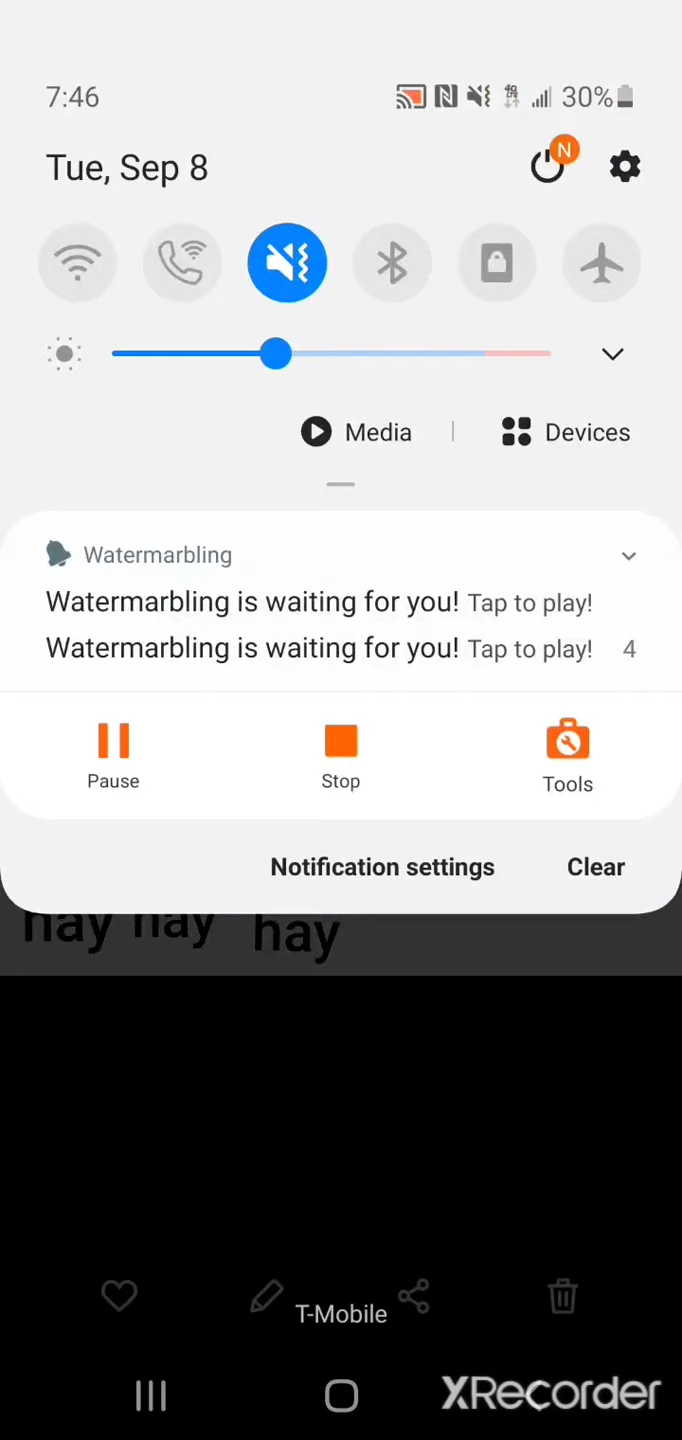 7:46 30%
Tue, Sep 8 N
Media | Devices
Watermarbling
Watermarbling is waiting for you! Tap to play!
Watermarbling is waiting for you! Tap to play! 4
Pause Stop Tools
Notification settings Clear
hay hay hay
T-Mobile
XRecorder